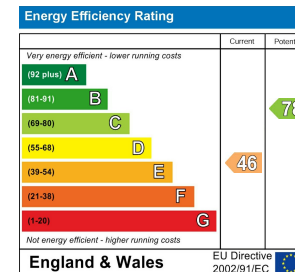 Energy Efficiency Rating
Current
Very energy efficient - lower running costs
(92 plus) A
(81-91) B
(69-80) C
(55-68) D
(39-54) E
46
(21-38) F
(1-20) G
Not energy efficient - higher running costs
England & Wales
EU Directive
2002/91/EC